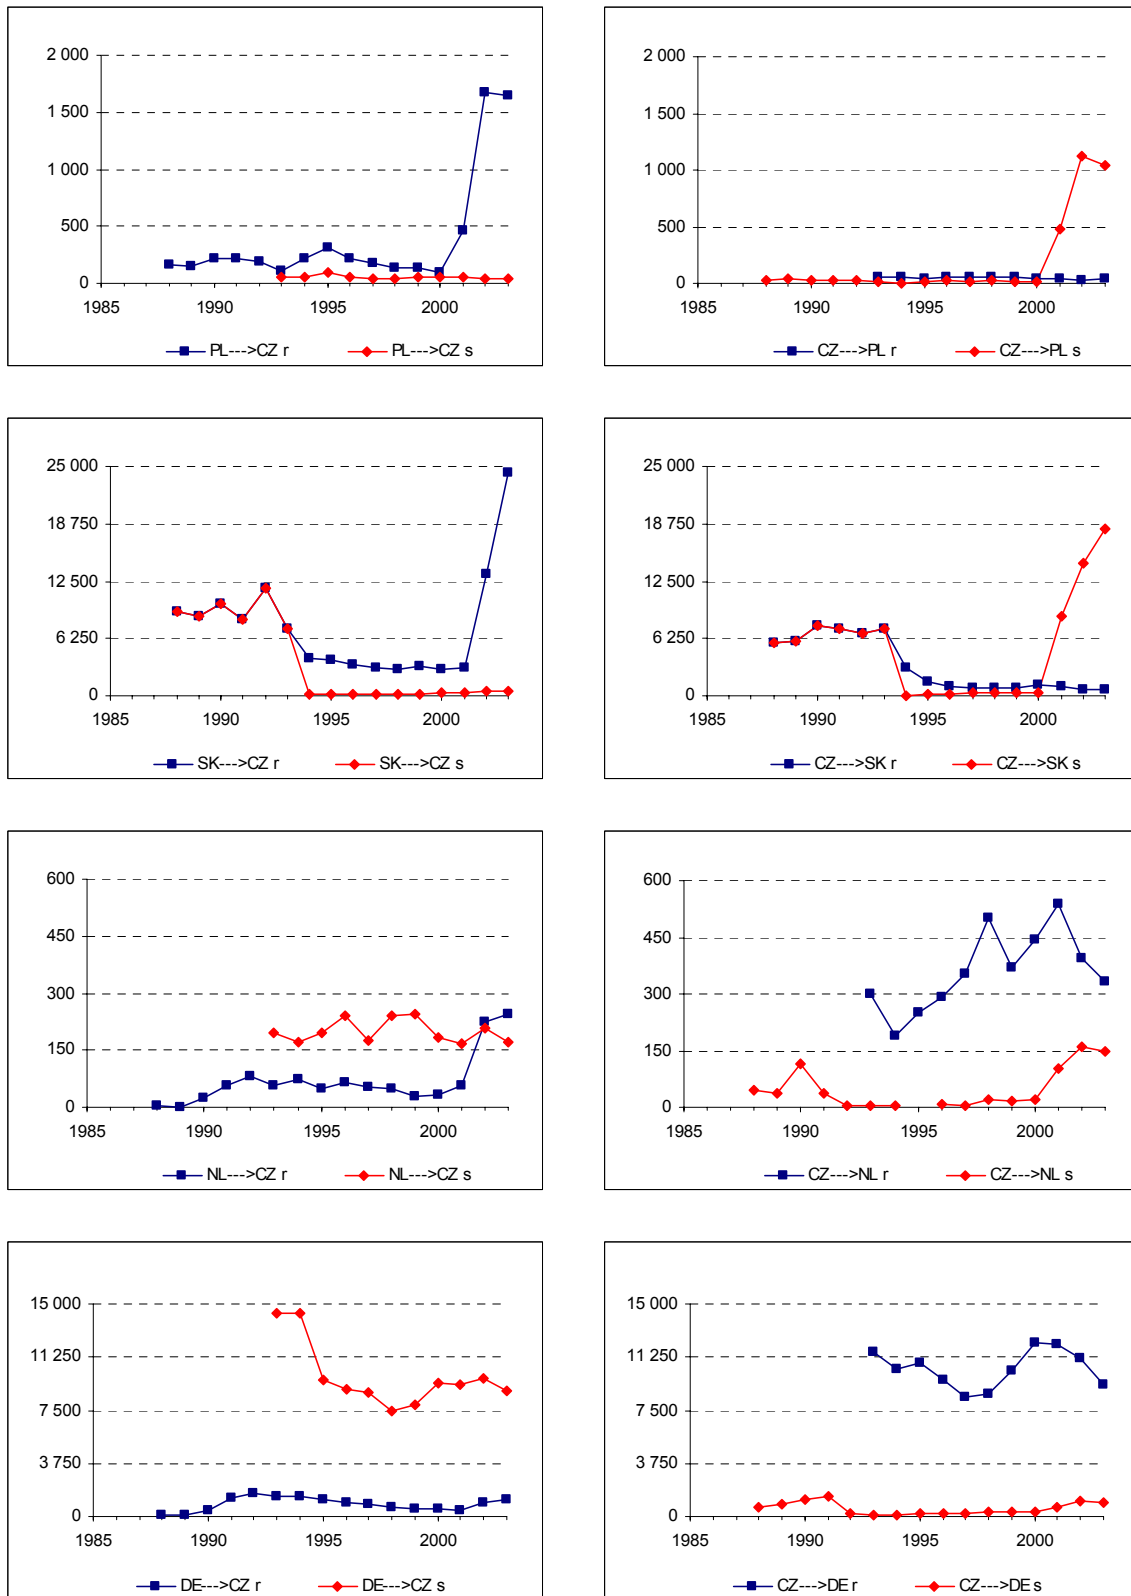 2 000
1 500
1 000
500
0
1985 1990 1995 2000
PL--->CZ r PL--->CZ s
2 000
1 500
1 000
500
0
1985 1990 1995 2000
CZ--->PL r CZ--->PL s
25 000
18 750
12 500
6 250
0
1985 1990 1995 2000
SK--->CZ r SK--->CZ s
25 000
18 750
12 500
6 250
0
1985 1990 1995 2000
CZ--->SK r CZ--->SK s
600
450
300
150
0
1985 1990 1995 2000
NL--->CZ r NL--->CZ s
600
450
300
150
0
1985 1990 1995 2000
CZ--->NL r CZ--->NL s
15 000
11 250
7 500
3 750
0
1985 1990 1995 2000
DE--->CZ r DE--->CZ s
15 000
11 250
7 500
3 750
0
1985 1990 1995 2000
CZ--->DE r CZ--->DE s